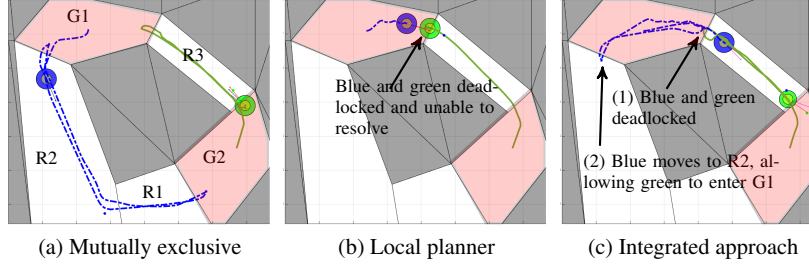 G1
R3
R2
G2
R1
(a) Mutually exclusive
Blue and green dead-
locked and unable to
resolve
(b) Local planner
(1) Blue and green
deadlocked
(2) Blue moves to R2, al-
lowing green to enter G1
(c) Integrated approach